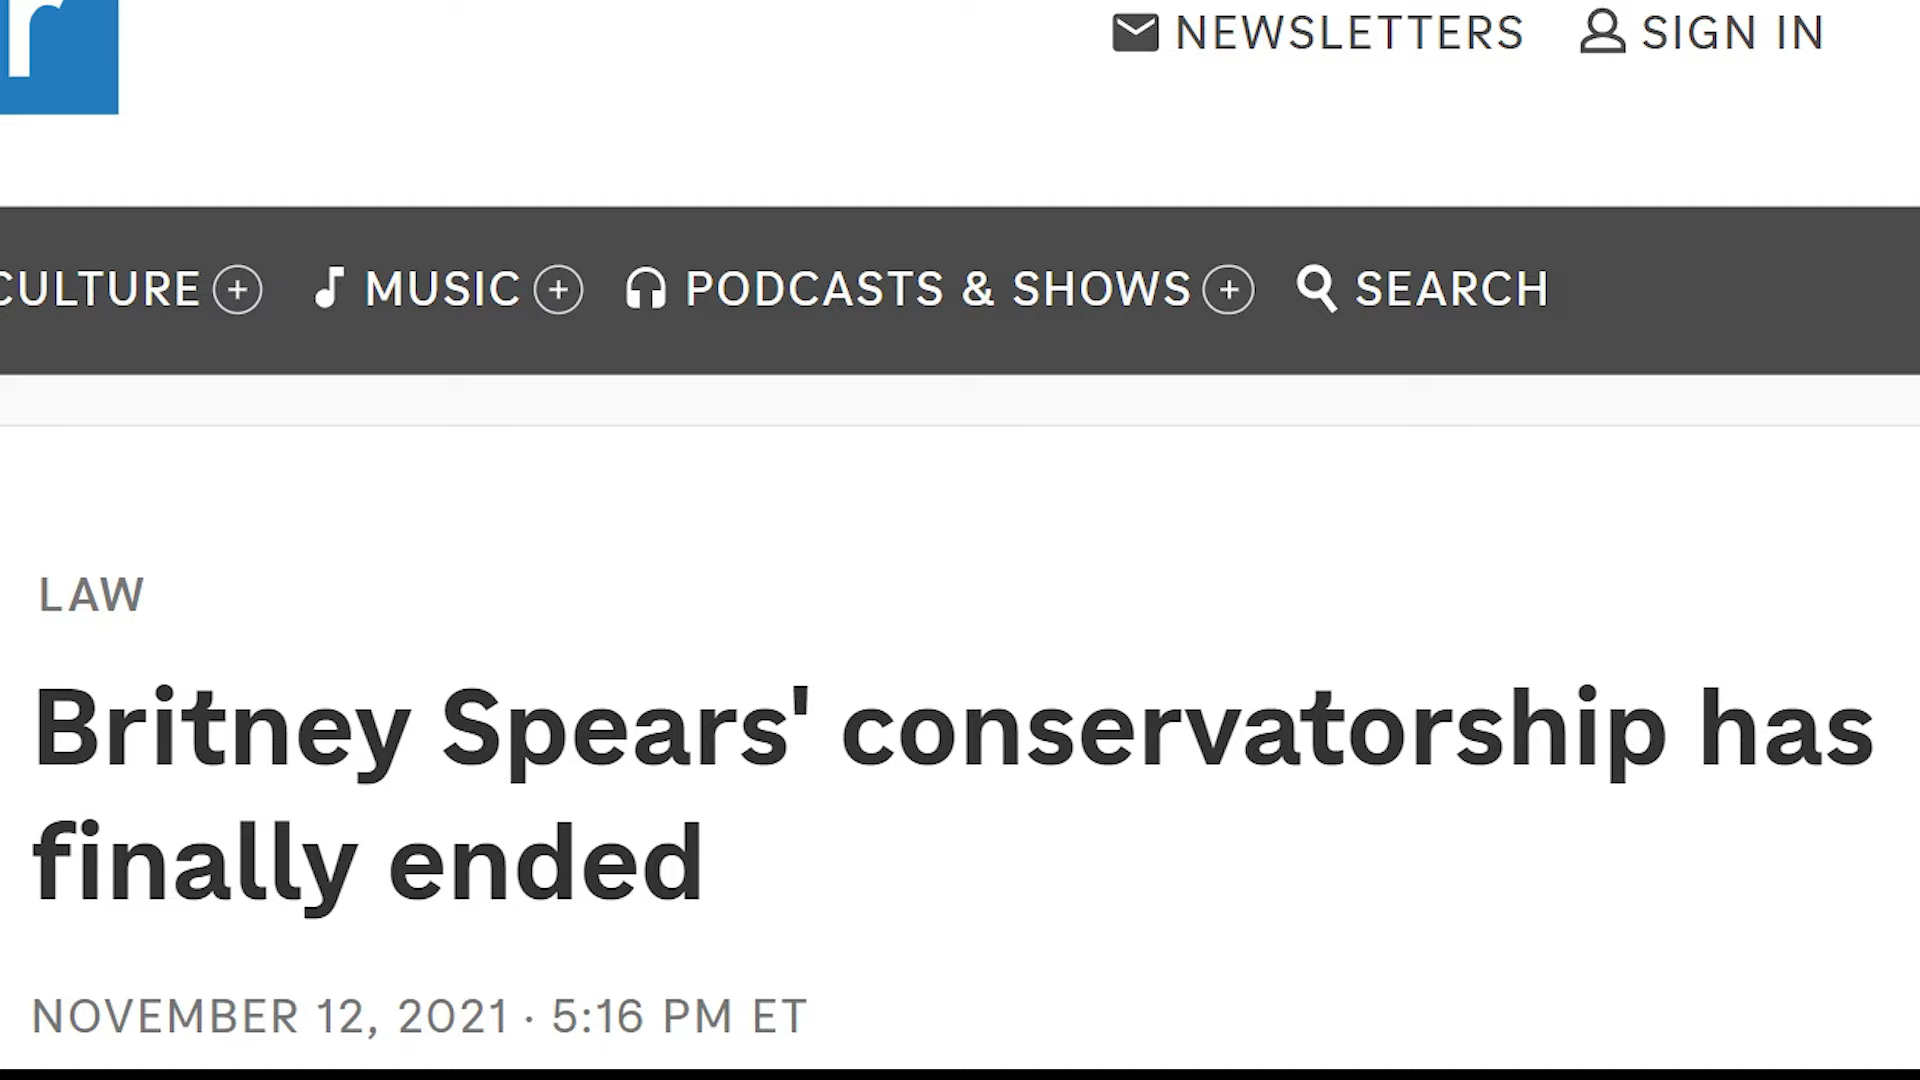 r
NEWSLETTERS SIGN IN
CULTURE MUSIC PODCASTS & SHOWS SEARCH
LAW
Britney Spears' conservatorship has
finally ended
NOVEMBER 12, 2021 · 5:16 PM ET